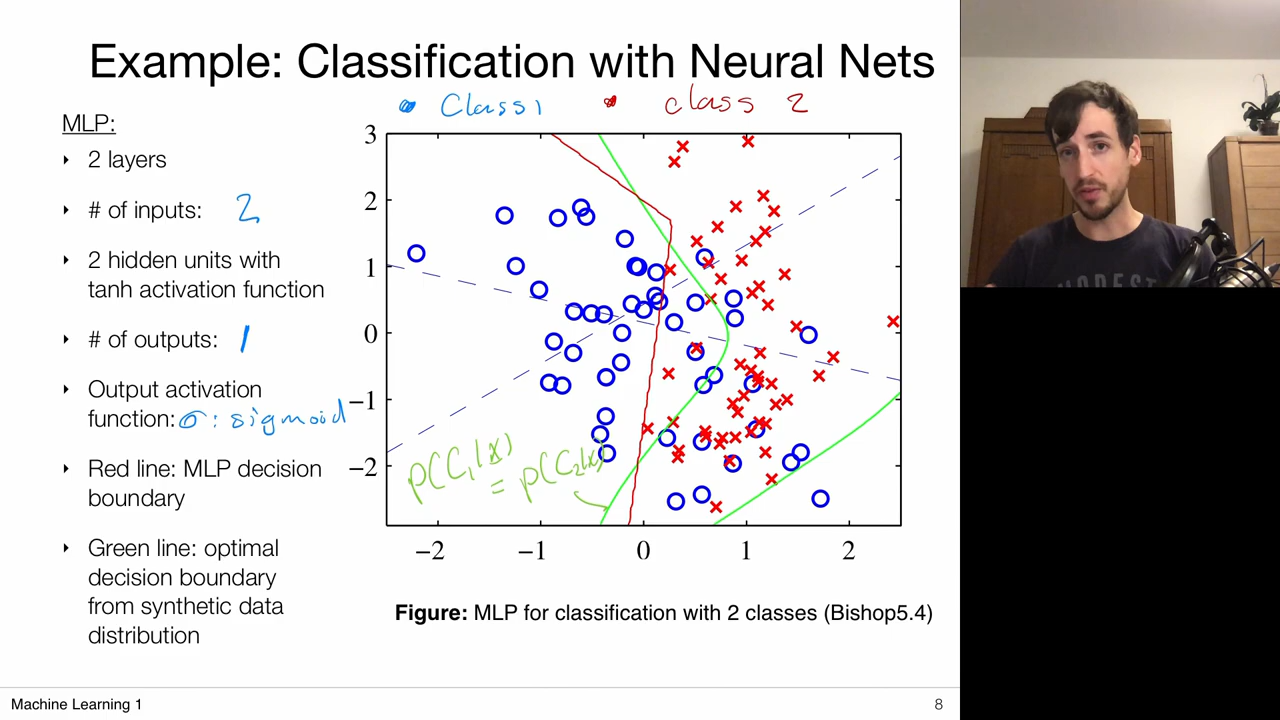 Example: Classification with Neural Nets
Class 1
class 2
MLP:
2 layers
# of inputs: 2
2 hidden units with
tanh activation function
# of outputs: 1
Output activation
function: σ: sigmoid
Red line: MLP decision
boundary
Green line: optimal
decision boundary
from synthetic data
distribution
3
2
1
0
−1
−2
p(C₁|x)
= p(C₂|x)
−2 −1 0 1 2
Figure: MLP for classification with 2 classes (Bishop5.4)
Machine Learning 1
8